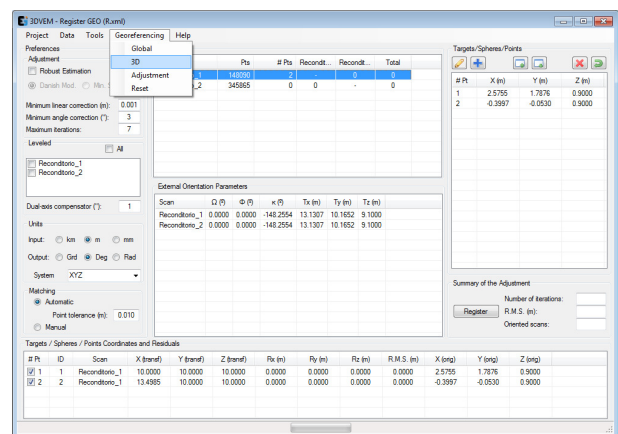 3DVEM - Register GEO (R.xml)
Project Data Tools Georeferencing Help
Global
3D
Adjustment
Reset
Preferences
Adjustment
Robust Estimation
Danish Mod. Min.
Minimum linear correction (m): 0.001
Minimum angle correction ("): 3
Maximum iterations: 7
Leveled
All
Reconditorio_1
Reconditorio_2
Dual-axis compensator ("): 1
Units
Input: km m mm
Output: Grd Deg Rad
System XYZ
Matching
Automatic
Point tolerance (m): 0.010
Manual
Pts # Pts Recondit... Recondit... Total
_1 148090 2 - 0 0
_2 345865 0 0 - 0
External Orientation Parameters
Scan Ω (º) Φ (º) κ (º) Tx (m) Ty (m) Tz (m)
Reconditorio_1 0.0000 0.0000 -148.2554 13.1307 10.1652 9.1000
Reconditorio_2 0.0000 0.0000 -148.2554 13.1307 10.1652 9.1000
Targets/Spheres/Points
# Pt X (m) Y (m) Z (m)
1 2.5755 1.7876 0.9000
2 -0.3997 -0.0530 0.9000
Summary of the Adjustment
Register
Number of iterations:
R.M.S. (m):
Oriented scans:
Targets / Spheres / Points Coordinates and Residuals
# Pt ID Scan X (transf) Y (transf) Z (transf) Rx (m) Ry (m) Rz (m) R.M.S. (m) X (orig) Y (orig) Z (orig)
1 1 Reconditorio_1 10.0000 10.0000 10.0000 0.0000 0.0000 0.0000 0.0000 2.5755 1.7876 0.9000
2 2 Reconditorio_1 13.4985 10.0000 10.0000 0.0000 0.0000 0.0000 0.0000 -0.3997 -0.0530 0.9000